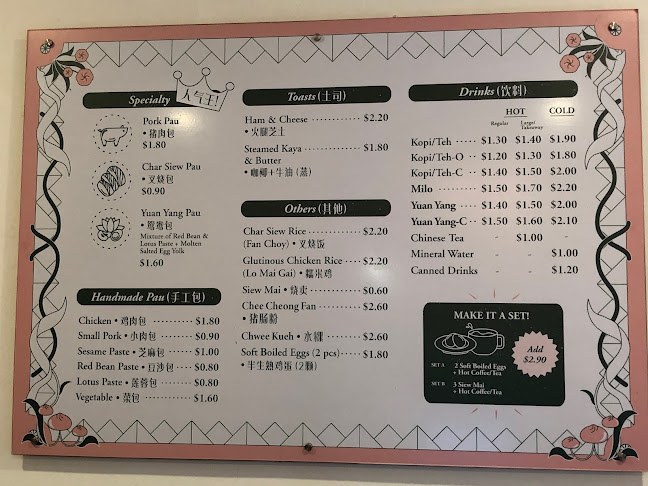 Specialty 人气王!
Pork Pau
• 猪肉包
$1.80
Char Siew Pau
• 叉烧包
$0.90
Yuan Yang Pau
• 鸳鸯包
Mixture of Red Bean &
Lotus Paste + Molten
Salted Egg Yolk
$1.60
Handmade Pau (手工包)
Chicken • 鸡肉包 ········· $1.80
Small Pork • 小肉包 ······· $0.90
Sesame Paste • 芝麻包 ···· $1.00
Red Bean Paste • 豆沙包 ··· $0.80
Lotus Paste • 莲蓉包 ······ $0.80
Vegetable • 菜包 ········ $1.60
Toasts (土司)
Ham & Cheese ········ $2.20
• 火腿芝士
Steamed Kaya ········ $1.80
& Butter
• 咖椰+牛油 (蒸)
Others (其他)
Char Siew Rice ········ $2.20
(Fan Choy) • 叉烧饭
Glutinous Chicken Rice ···· $2.20
(Lo Mai Gai) • 糯米鸡
Siew Mai • 烧卖 ········ $0.60
Chee Cheong Fan ······ $2.60
• 猪肠粉
Chwee Kueh • 水粿 ······ $2.60
Soft Boiled Eggs (2 pcs) ···· $1.80
• 半生熟鸡蛋 (2颗)
Drinks (饮料)
HOT COLD
Regular Large/
Takeaway
Kopi/Teh ···· $1.30 $1.40 $1.90
Kopi/Teh-O ·· $1.20 $1.30 $1.80
Kopi/Teh-C ·· $1.40 $1.50 $2.00
Milo ····· $1.50 $1.70 $2.20
Yuan Yang ··· $1.40 $1.50 $2.00
Yuan Yang-C ·· $1.50 $1.60 $2.10
Chinese Tea - $1.00 -
Mineral Water - - $1.00
Canned Drinks - - $1.20
MAKE IT A SET!
Add
$2.90
SET A 2 Soft Boiled Eggs
+ Hot Coffee/Tea
SET B 3 Siew Mai
+ Hot Coffee/Tea